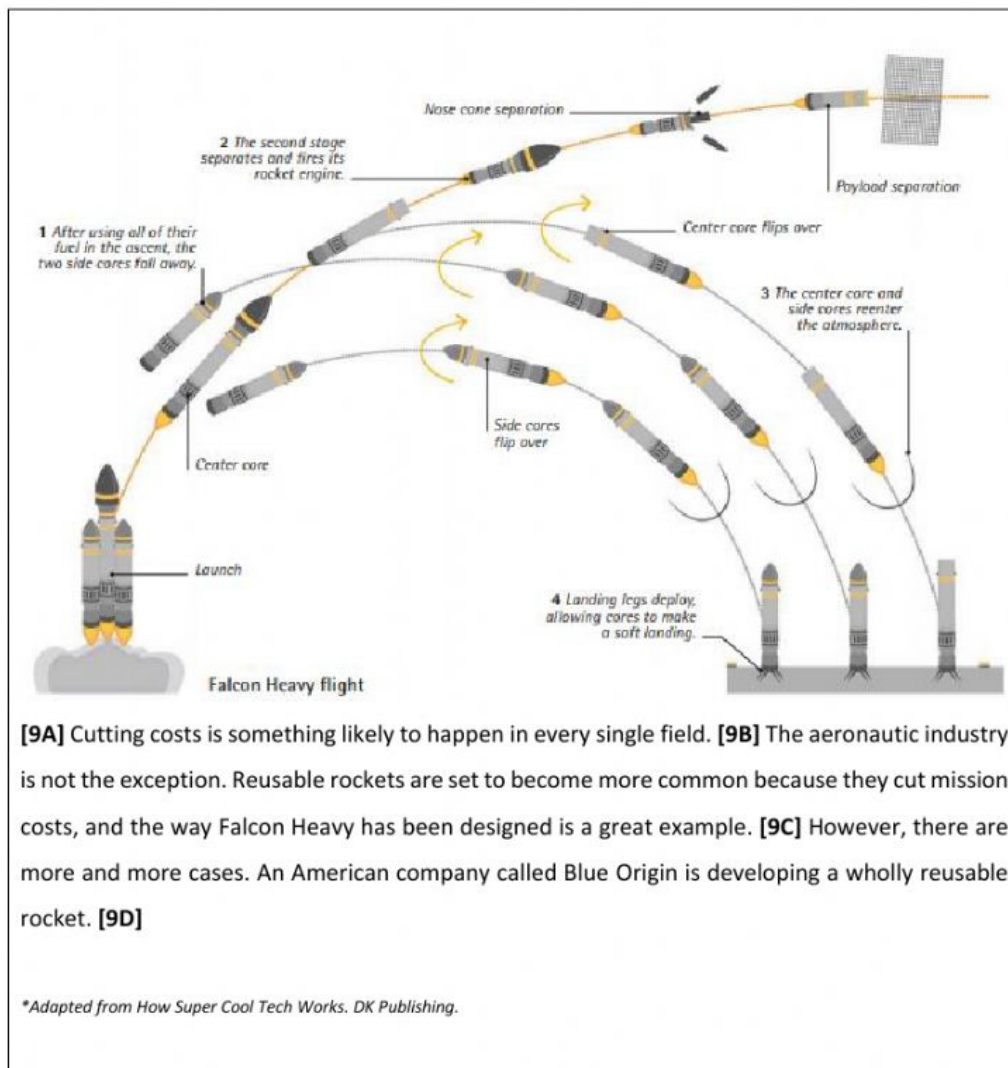 Nose cone separation
2 The second stage
separates and fires its
rocket engine.
Payload separation
1 After using all of their
fuel in the ascent, the
two side cores fall away.
Center core flips over
3 The center core and
side cores reenter
the atmosphere.
Side cores
flip over
Center core
Launch
4 Landing legs deploy,
allowing cores to make
a soft landing.
Falcon Heavy flight
[9A] Cutting costs is something likely to happen in every single field. [9B] The aeronautic industry
is not the exception. Reusable rockets are set to become more common because they cut mission
costs, and the way Falcon Heavy has been designed is a great example. [9C] However, there are
more and more cases. An American company called Blue Origin is developing a wholly reusable
rocket. [9D]
*Adapted from How Super Cool Tech Works. DK Publishing.